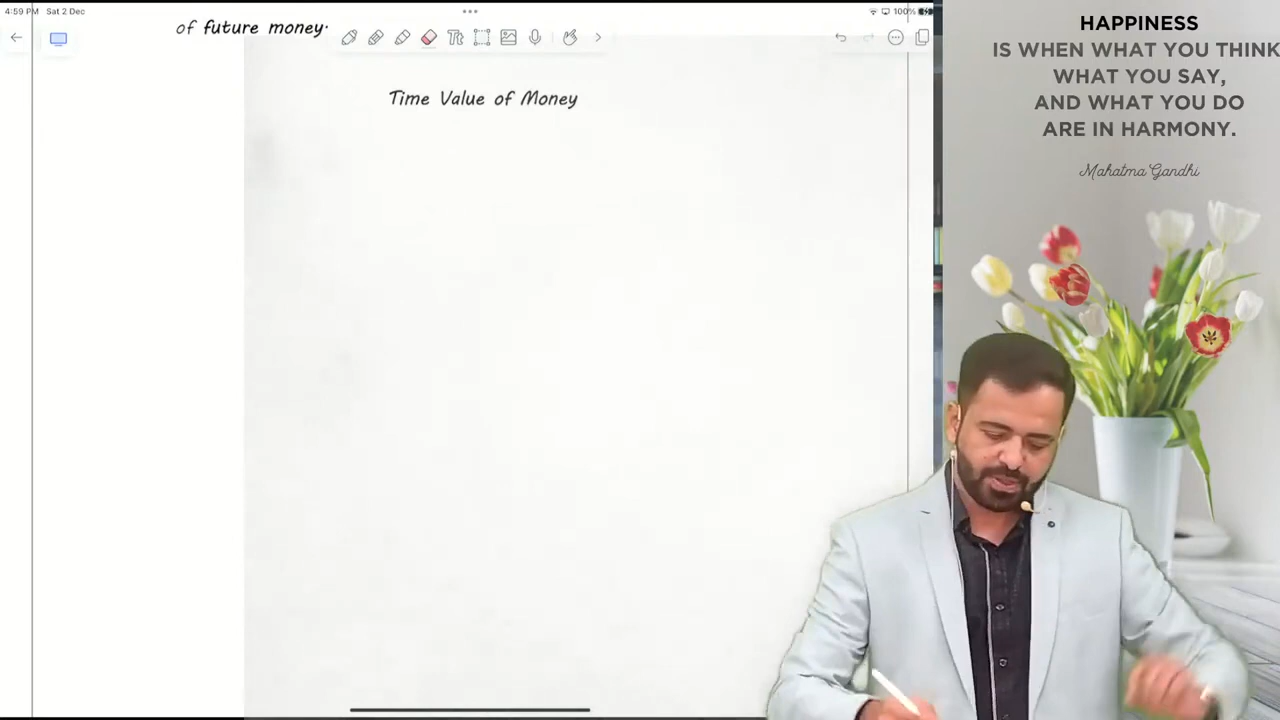 4:59 PM Sat 2 Dec
100%
of future money.
Time Value of Money
HAPPINESS
IS WHEN WHAT YOU THINK
WHAT YOU SAY,
AND WHAT YOU DO
ARE IN HARMONY.
Mahatma Gandhi